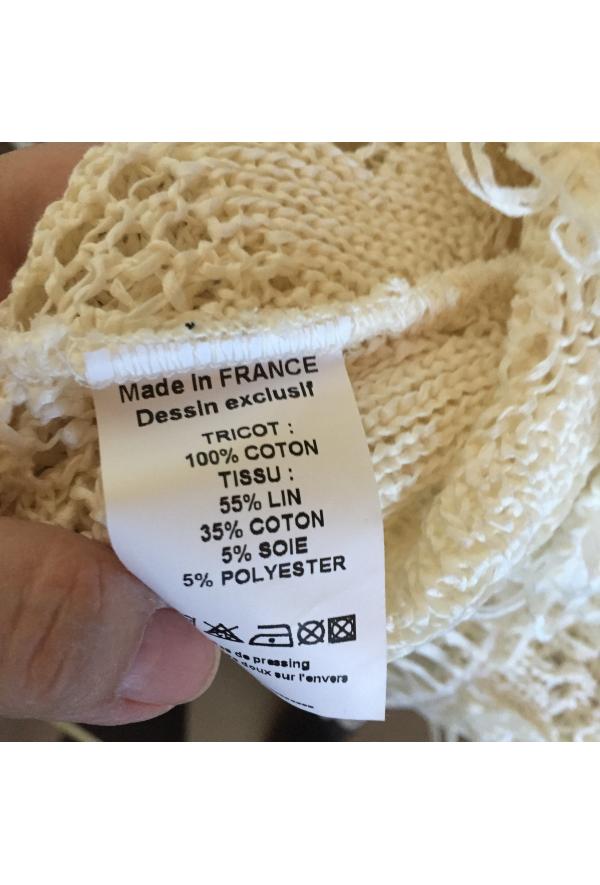 Made in FRANCE
Dessin exclusif
TRICOT :
100% COTON
TISSU :
55% LIN
35% COTON
5% SOIE
5% POLYESTER
de pressing
doux sur l'envers